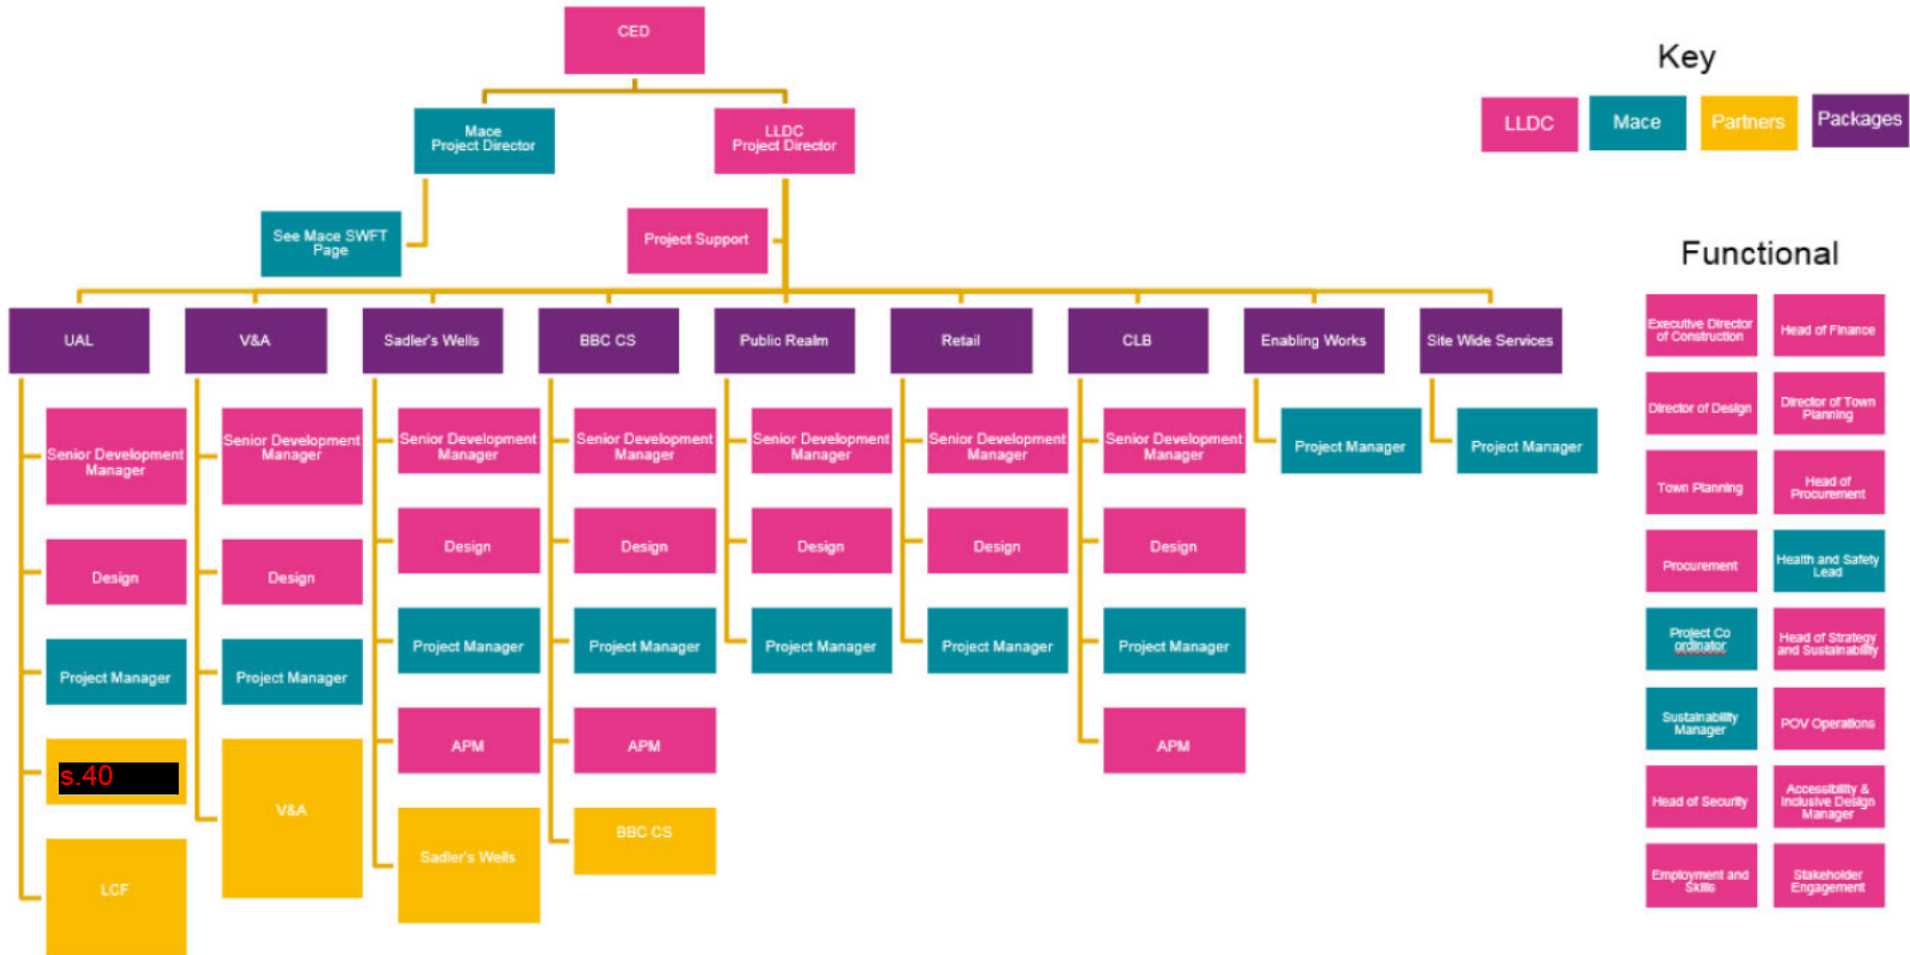 CED
Key
LLDC
Mace
Partners
Packages
Mace
Project Director
LLDC
Project Director
See Mace SWFT
Page
Project Support
Functional
UAL
V&A
Sadler's Wells
BBC CS
Public Realm
Retail
CLB
Enabling Works
Site Wide Services
Senior Development
Manager
Design
Project Manager
s.40
LCF
Senior Development
Manager
Design
Project Manager
V&A
Senior Development
Manager
Design
Project Manager
APM
Sadler's Wells
Senior Development
Manager
Design
Project Manager
APM
BBC CS
Senior Development
Manager
Design
Project Manager
Senior Development
Manager
Design
Project Manager
Senior Development
Manager
Design
Project Manager
APM
Project Manager
Project Manager
Executive Director
of Construction
Head of Finance
Director of Design
Director of Town
Planning
Town Planning
Head of
Procurement
Procurement
Health and Safety
Lead
Project Co
ordinator
Head of Strategy
and Sustainability
Sustainability
Manager
POV Operations
Head of Security
Accessibility &
Inclusive Design
Manager
Employment and
Skills
Stakeholder
Engagement